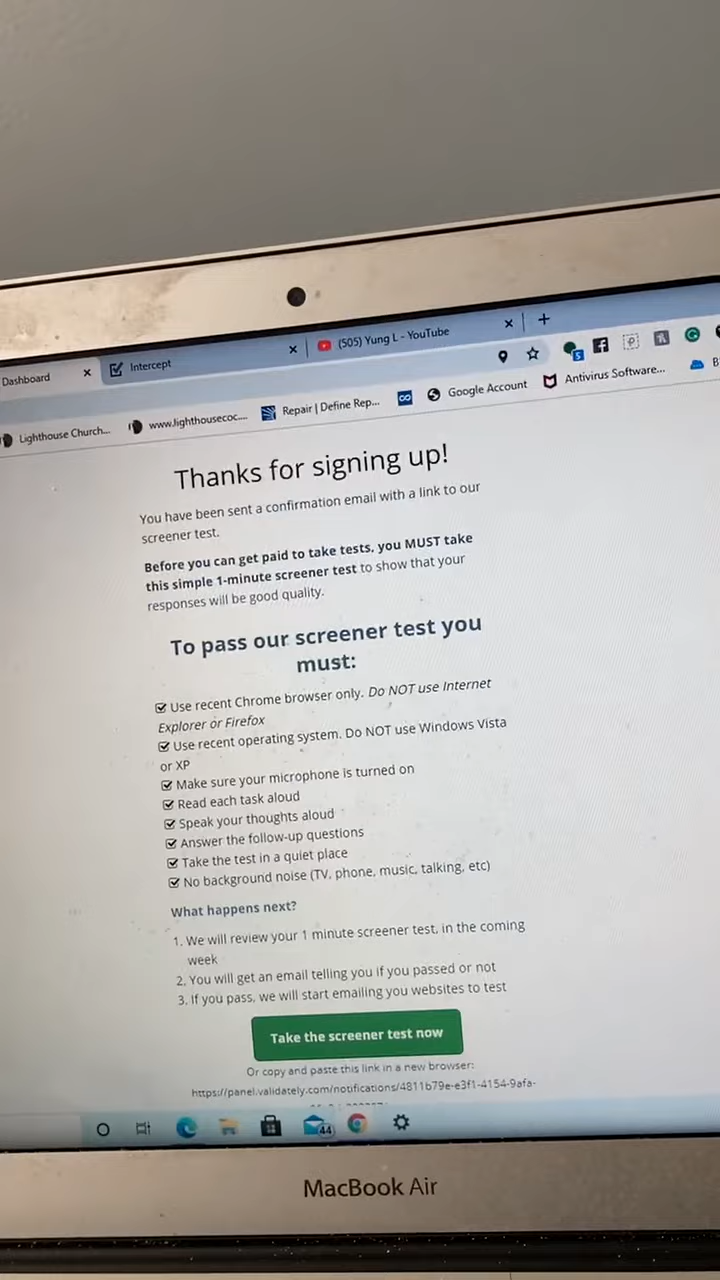 Dashboard
Intercept
(505) Yung L - YouTube
Lighthouse Church...
www.lighthousecoc....
Repair | Define Rep...
Google Account
Antivirus Software...
B
Thanks for signing up!
You have been sent a confirmation email with a link to our
screener test.
Before you can get paid to take tests, you MUST take
this simple 1-minute screener test to show that your
responses will be good quality.
To pass our screener test you
must:
Use recent Chrome browser only. Do NOT use Internet
Explorer or Firefox
Use recent operating system. Do NOT use Windows Vista
or XP
Make sure your microphone is turned on
Read each task aloud
Speak your thoughts aloud
Answer the follow-up questions
Take the test in a quiet place
No background noise (TV, phone, music, talking, etc)
What happens next?
1. We will review your 1 minute screener test, in the coming
week
2. You will get an email telling you if you passed or not
3. If you pass, we will start emailing you websites to test
Take the screener test now
Or copy and paste this link in a new browser:
https://panel.validately.com/notifications/4811b79e-e3f1-4154-9afa-
44
MacBook Air